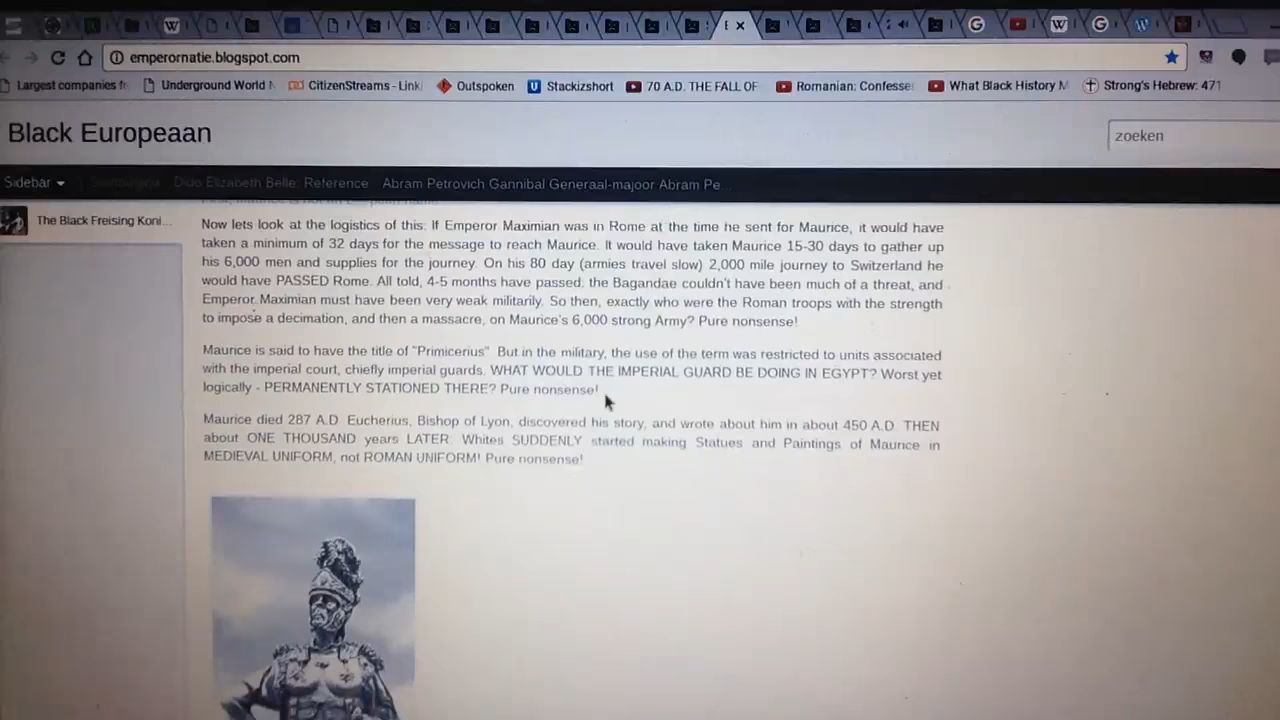 emperornatie.blogspot.com
Largest companies
Underground World
CitizenStreams - Link
Outspoken
Stackizshort
70 A.D. THE FALL OF
Romanian: Confesse
What Black History M
Strong's Hebrew: 471
Black Europeaan
zoeken
Sidebar
Dido Elizabeth Belle: Reference
Abram Petrovich Gannibal Generaal-majoor Abram Pe...
The Black Freising Koni...
Now lets look at the logistics of this: If Emperor Maximian was in Rome at the time he sent for Maurice, it would have
taken a minimum of 32 days for the message to reach Maurice. It would have taken Maurice 15-30 days to gather up
his 6,000 men and supplies for the journey. On his 80 day (armies travel slow) 2,000 mile journey to Switzerland he
would have PASSED Rome. All told, 4-5 months have passed. the Bagandae couldn't have been much of a threat, and
Emperor Maximian must have been very weak militarily. So then, exactly who were the Roman troops with the strength
to impose a decimation, and then a massacre, on Maurice's 6,000 strong Army? Pure nonsense!
Maurice is said to have the title of "Primicerius" But in the military, the use of the term was restricted to units associated
with the imperial court, chiefly imperial guards. WHAT WOULD THE IMPERIAL GUARD BE DOING IN EGYPT? Worst yet
logically - PERMANENTLY STATIONED THERE? Pure nonsense!
Maurice died 287 A.D Eucherius, Bishop of Lyon, discovered his story, and wrote about him in about 450 A.D. THEN
about ONE THOUSAND years LATER: Whites SUDDENLY started making Statues and Paintings of Maurice in
MEDIEVAL UNIFORM, not ROMAN UNIFORM! Pure nonsense!